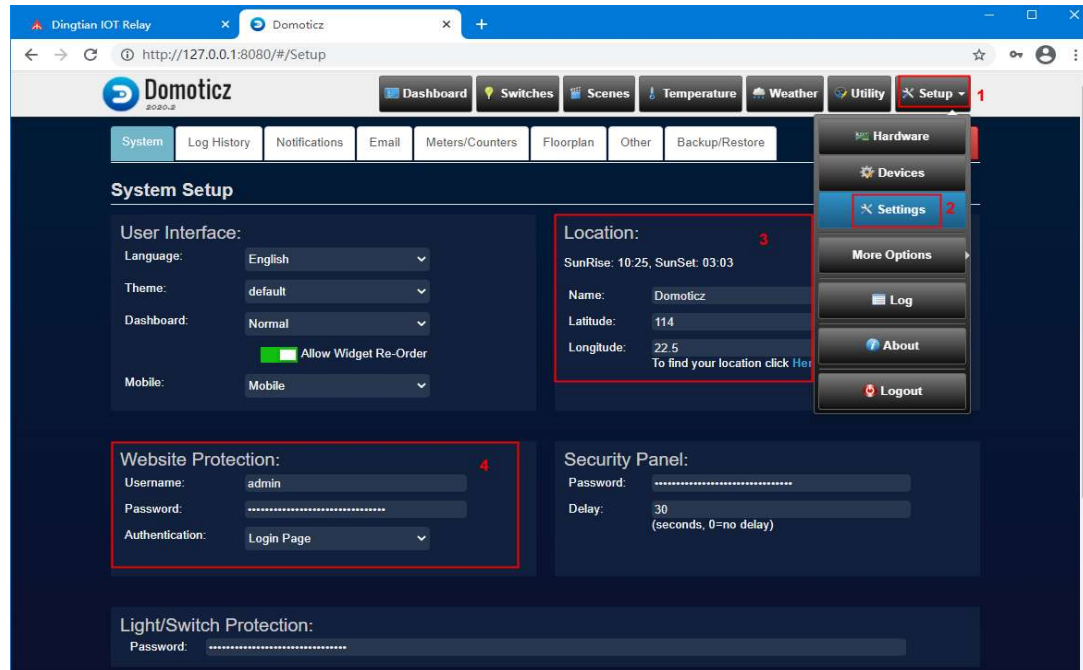 Dingtian IOT Relay
Domoticz
http://127.0.0.1:8080/#/Setup
Domoticz
2020.2
Dashboard Switches Scenes Temperature Weather Utility Setup 1
System Log History Notifications Email Meters/Counters Floorplan Other Backup/Restore
Hardware
Devices
Settings 2
More Options
Log
About
Logout
System Setup
User Interface:
Language: English
Theme: default
Dashboard: Normal
Allow Widget Re-Order
Mobile: Mobile
Location: 3
SunRise: 10:25, SunSet: 03:03
Name: Domoticz
Latitude: 114
Longitude: 22.5
To find your location click Her
Website Protection: 4
Username: admin
Password: ••••••••••••••••••••••••••••••••
Authentication: Login Page
Security Panel:
Password: ••••••••••••••••••••••••••••••••
Delay: 30
(seconds, 0=no delay)
Light/Switch Protection:
Password: ••••••••••••••••••••••••••••••••